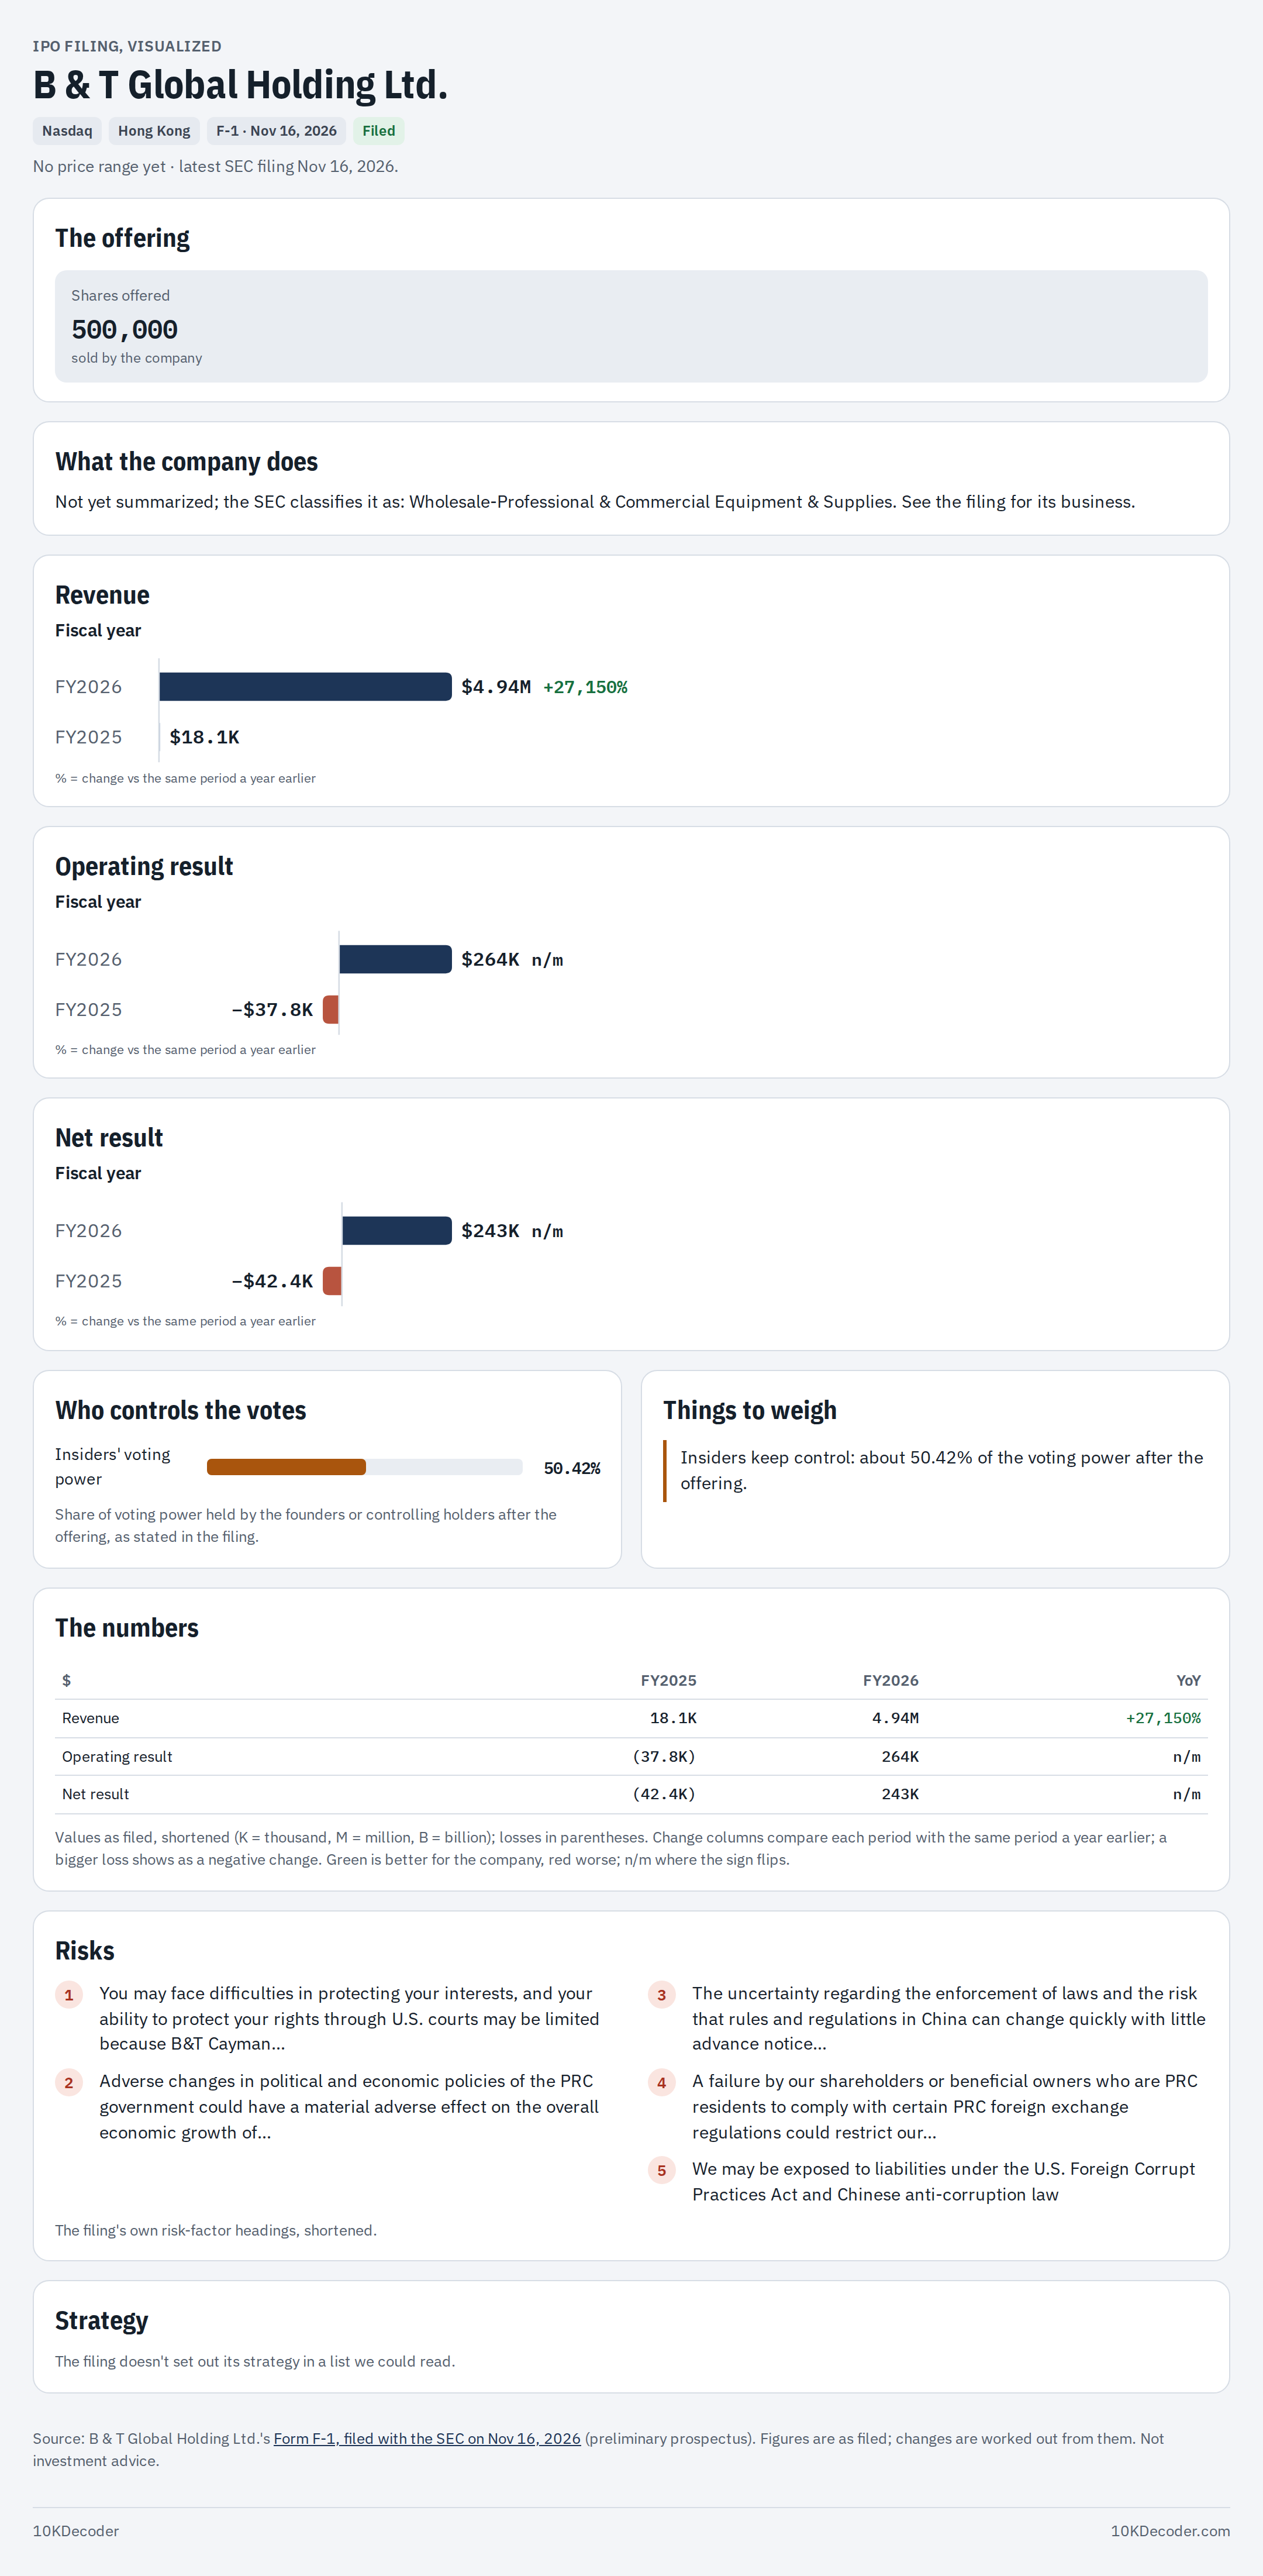 IPO FILING, VISUALIZED
B & T Global Holding Ltd.
Nasdaq
Hong Kong
F-1 · Nov 16, 2026
Filed
No price range yet · latest SEC filing Nov 16, 2026.
The offering
Shares offered
500,000
sold by the company
What the company does
Not yet summarized; the SEC classifies it as: Wholesale-Professional & Commercial Equipment & Supplies. See the filing for its business.
Revenue
Fiscal year
FY2026 $4.94M +27,150%
FY2025 $18.1K
% = change vs the same period a year earlier
Operating result
Fiscal year
FY2026 $264K n/m
FY2025 −$37.8K
% = change vs the same period a year earlier
Net result
Fiscal year
FY2026 $243K n/m
FY2025 −$42.4K
% = change vs the same period a year earlier
Who controls the votes
Insiders' voting
power
50.42%
Share of voting power held by the founders or controlling holders after the
offering, as stated in the filing.
Things to weigh
Insiders keep control: about 50.42% of the voting power after the
offering.
The numbers
$ FY2025 FY2026 YoY
Revenue 18.1K 4.94M +27,150%
Operating result (37.8K) 264K n/m
Net result (42.4K) 243K n/m
Values as filed, shortened (K = thousand, M = million, B = billion); losses in parentheses. Change columns compare each period with the same period a year earlier; a
bigger loss shows as a negative change. Green is better for the company, red worse; n/m where the sign flips.
Risks
1 You may face difficulties in protecting your interests, and your
ability to protect your rights through U.S. courts may be limited
because B&T Cayman...
2 Adverse changes in political and economic policies of the PRC
government could have a material adverse effect on the overall
economic growth of...
3 The uncertainty regarding the enforcement of laws and the risk
that rules and regulations in China can change quickly with little
advance notice...
4 A failure by our shareholders or beneficial owners who are PRC
residents to comply with certain PRC foreign exchange
regulations could restrict our...
5 We may be exposed to liabilities under the U.S. Foreign Corrupt
Practices Act and Chinese anti-corruption law
The filing's own risk-factor headings, shortened.
Strategy
The filing doesn't set out its strategy in a list we could read.
Source: B & T Global Holding Ltd.'s Form F-1, filed with the SEC on Nov 16, 2026 (preliminary prospectus). Figures are as filed; changes are worked out from them. Not
investment advice.
10KDecoder
10KDecoder.com